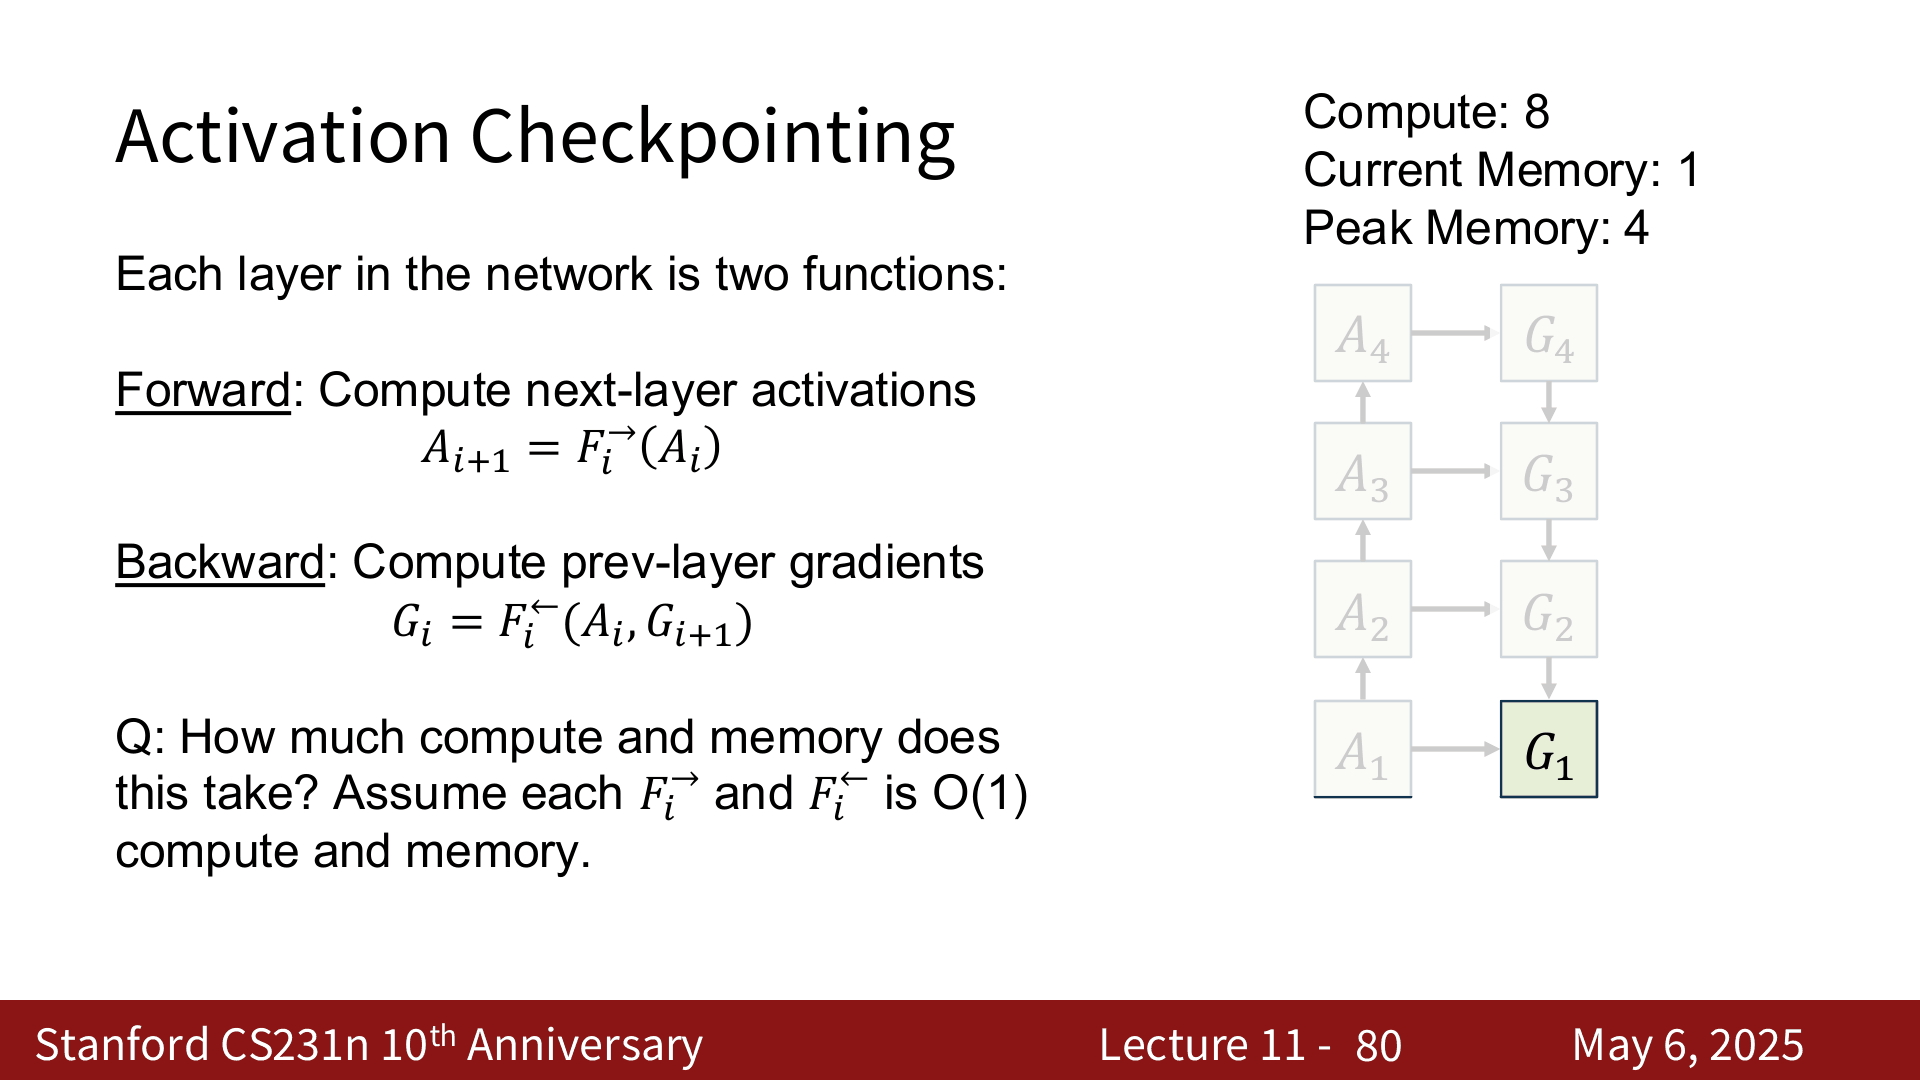 Activation Checkpointing
Each layer in the network is two functions:
Forward: Compute next-layer activations
A_{i+1} = F_i^→(A_i)
Backward: Compute prev-layer gradients
G_i = F_i^←(A_i, G_{i+1})
Q: How much compute and memory does
this take? Assume each F_i^→ and F_i^← is O(1)
compute and memory.
Compute: 8
Current Memory: 1
Peak Memory: 4
A_4 G_4
A_3 G_3
A_2 G_2
A_1 G_1
Stanford CS231n 10th Anniversary
Lecture 11 - 80
May 6, 2025